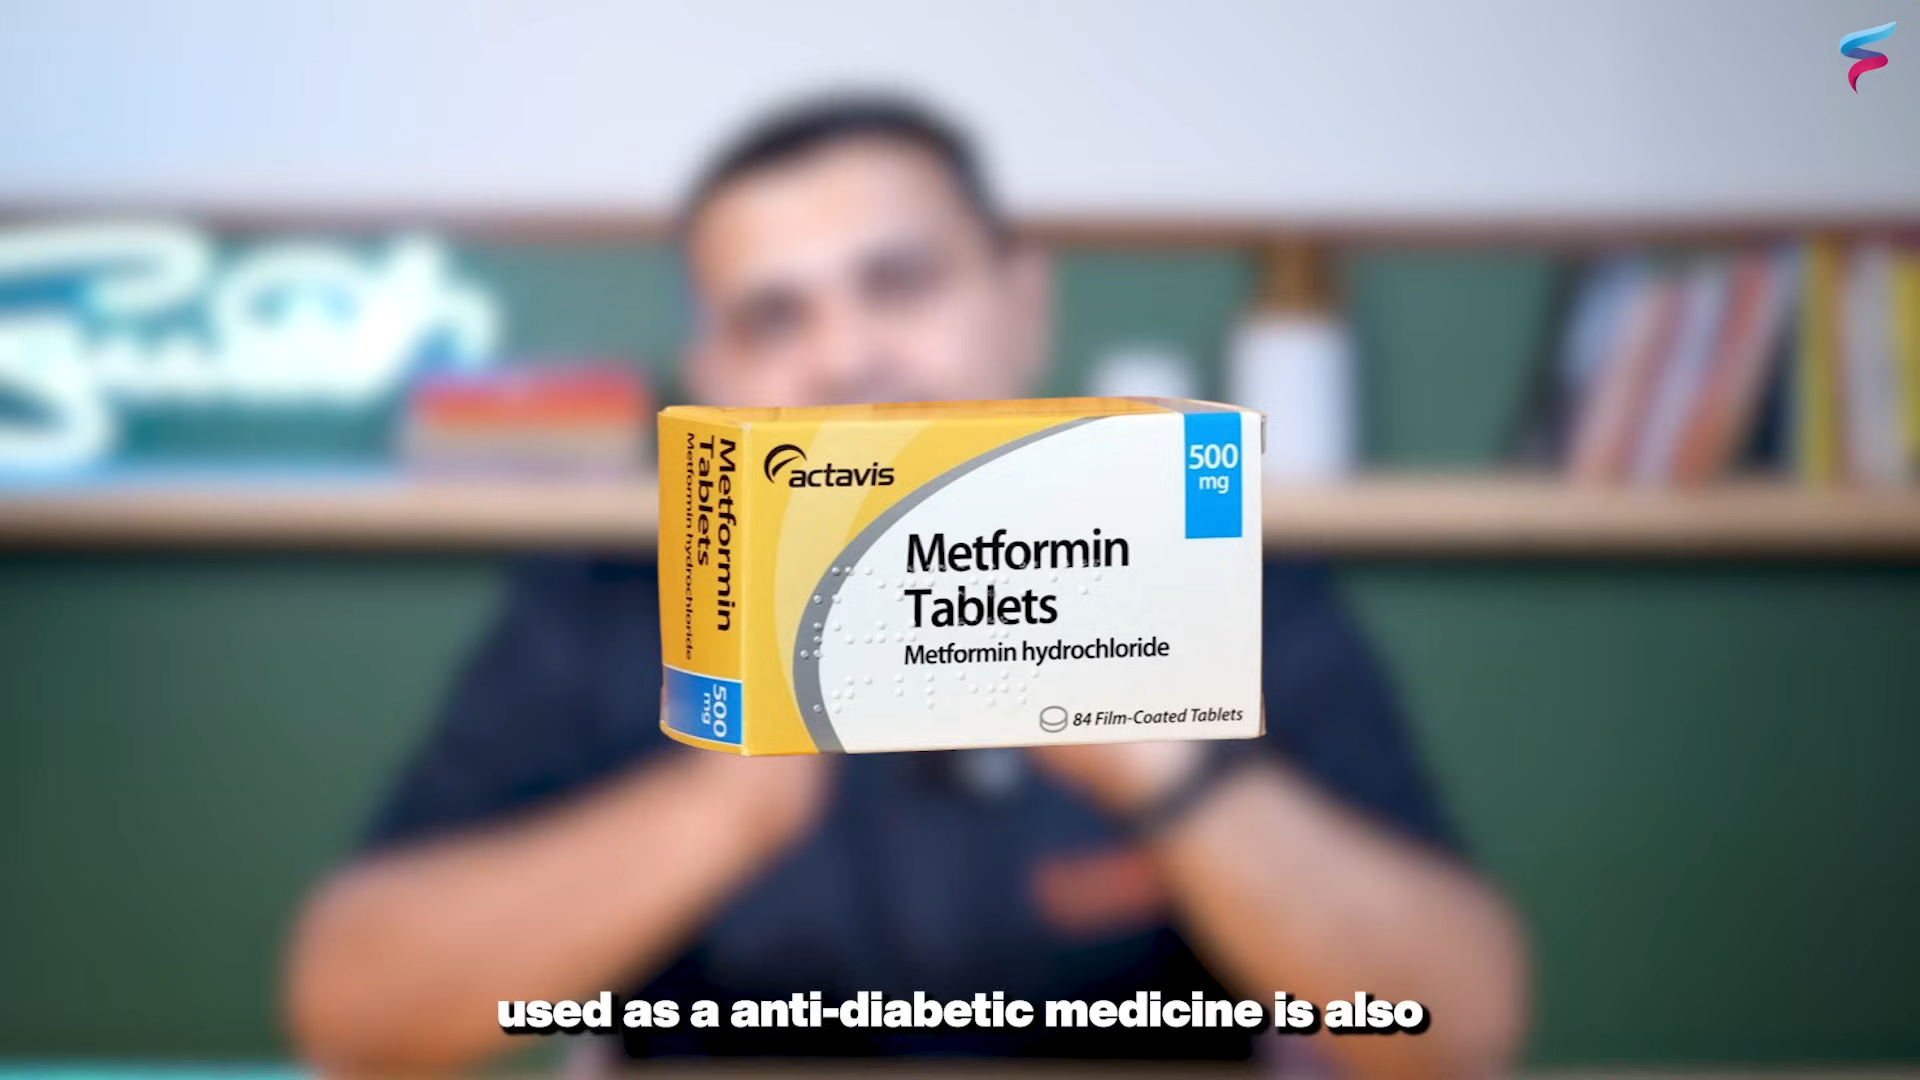 actavis
500
mg
Metformin
Tablets
Metformin hydrochloride
84 Film-Coated Tablets
Metformin
Tablets
Metformin hydrochloride
500
mg
used as a anti-diabetic medicine is also